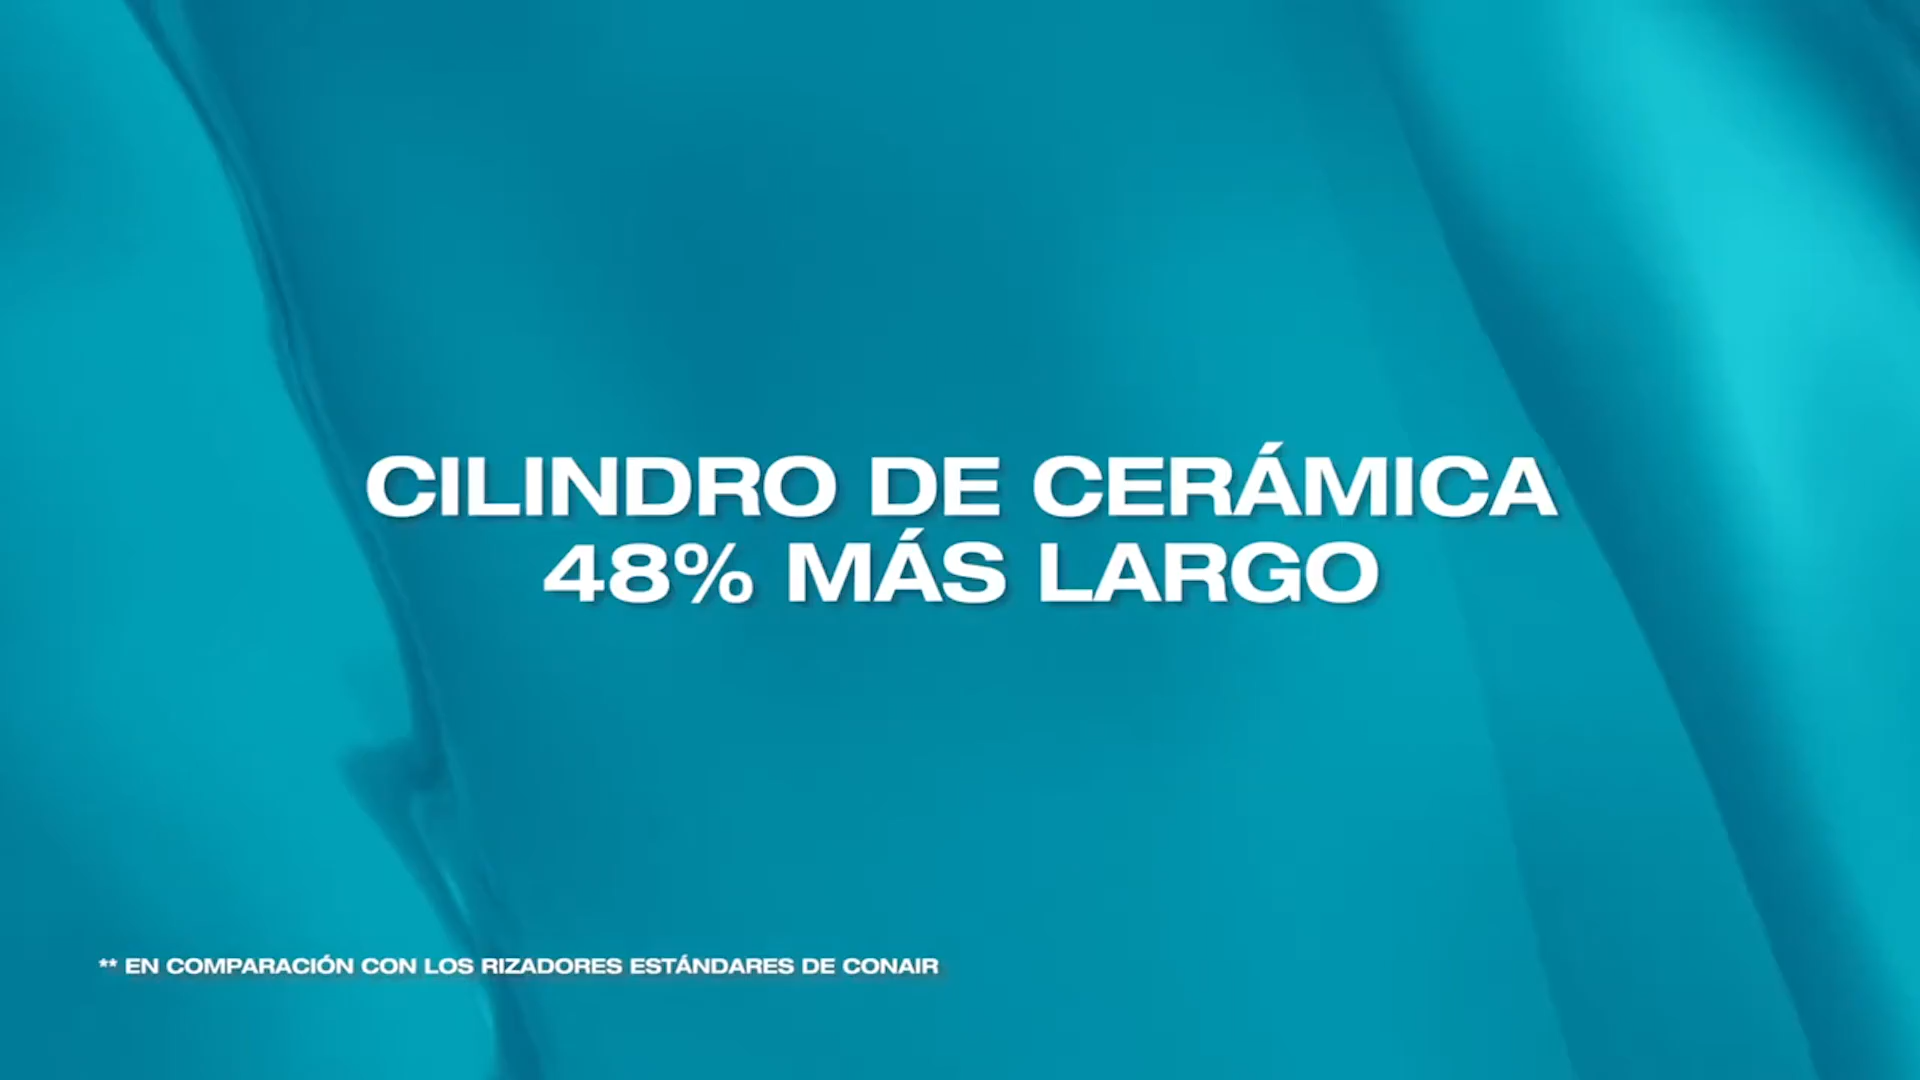 CILINDRO DE CERÁMICA
48% MÁS LARGO
** EN COMPARACIÓN CON LOS RIZADORES ESTÁNDARES DE CONAIR